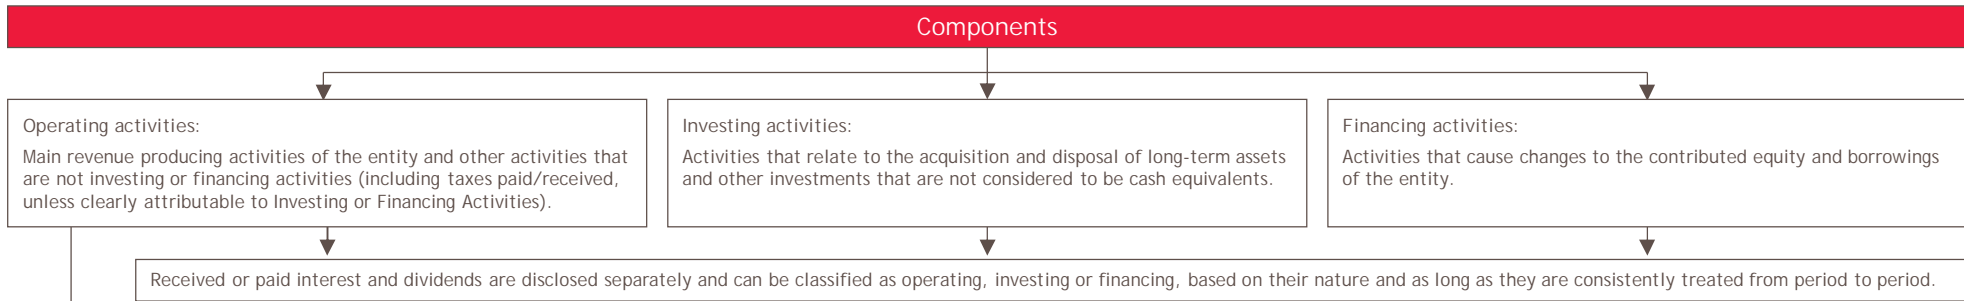 Components
Operating activities:
Main revenue producing activities of the entity and other activities that
are not investing or financing activities (including taxes paid/received,
unless clearly attributable to Investing or Financing Activities).
Investing activities:
Activities that relate to the acquisition and disposal of long-term assets
and other investments that are not considered to be cash equivalents.
Financing activities:
Activities that cause changes to the contributed equity and borrowings
of the entity.
Received or paid interest and dividends are disclosed separately and can be classified as operating, investing or financing, based on their nature and as long as they are consistently treated from period to period.